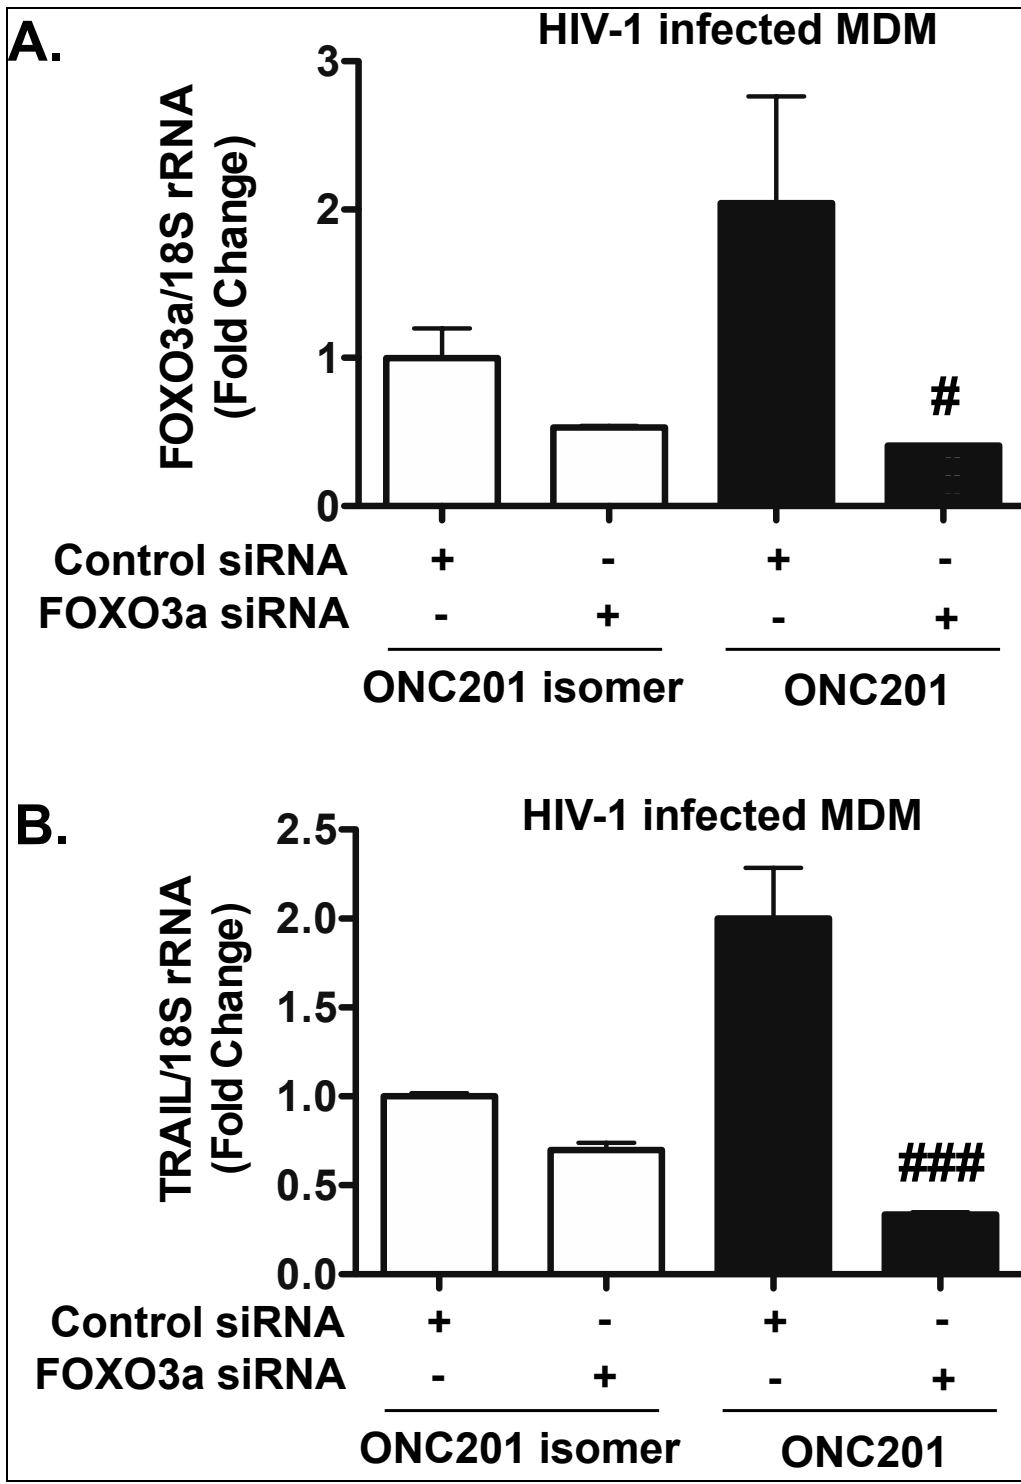 A.
HIV-1 infected MDM
FOXO3a/18S rRNA
(Fold Change)
3
2
1
0
#
Control siRNA + - + -
FOXO3a siRNA - + - +
ONC201 isomer ONC201
B.
HIV-1 infected MDM
TRAIL/18S rRNA
(Fold Change)
2.5
2.0
1.5
1.0
0.5
0.0
###
Control siRNA + - + -
FOXO3a siRNA - + - +
ONC201 isomer ONC201